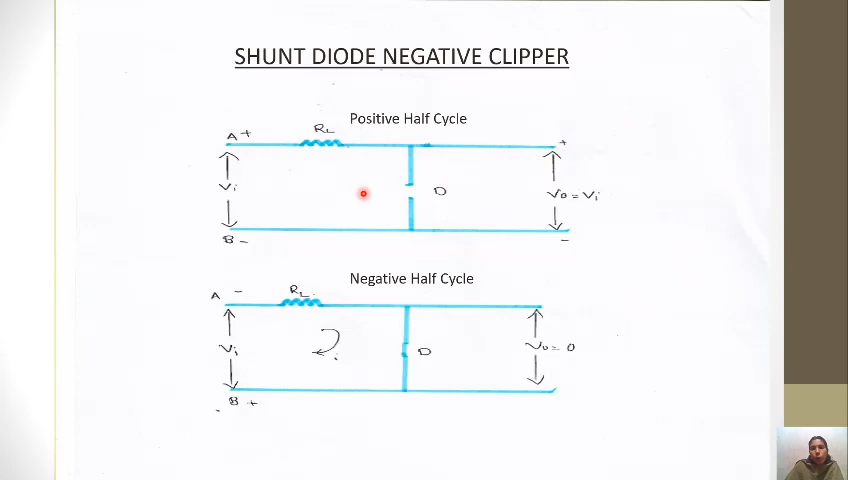 SHUNT DIODE NEGATIVE CLIPPER
Positive Half Cycle
A + RL +
Vi D Vo = Vi
B - -
Negative Half Cycle
A - RL
Vi i D Vo = 0
B +